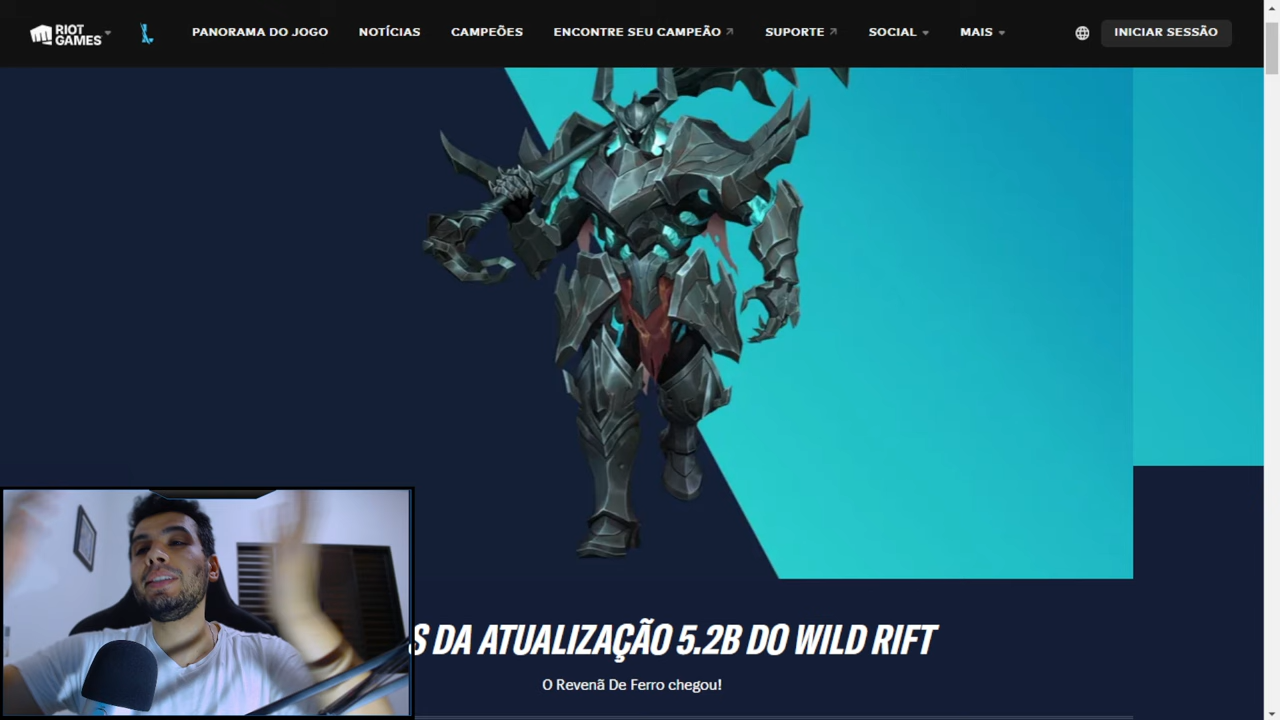 RIOT GAMES
PANORAMA DO JOGO
NOTÍCIAS
CAMPEÕES
ENCONTRE SEU CAMPEÃO
SUPORTE
SOCIAL
MAIS
INICIAR SESSÃO
DA ATUALIZAÇÃO 5.2B DO WILD RIFT
O Revenã De Ferro chegou!